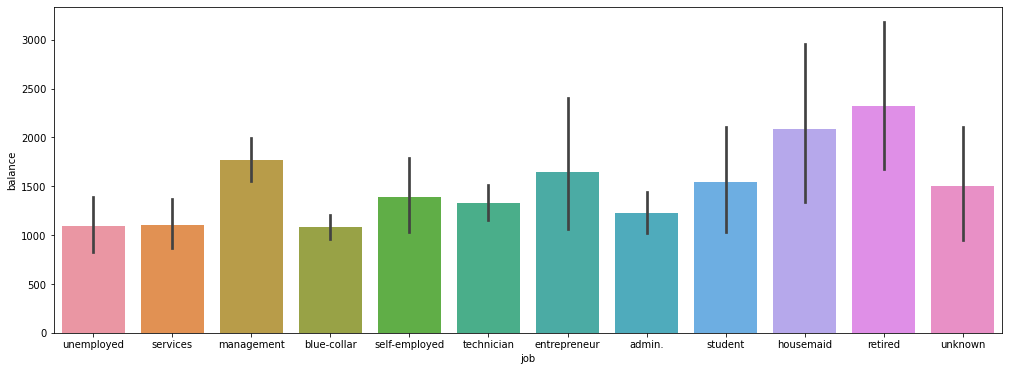 3000
2500
2000
1500
1000
500
0
balance
unemployed services management blue-collar self-employed technician entrepreneur admin. student housemaid retired unknown
job